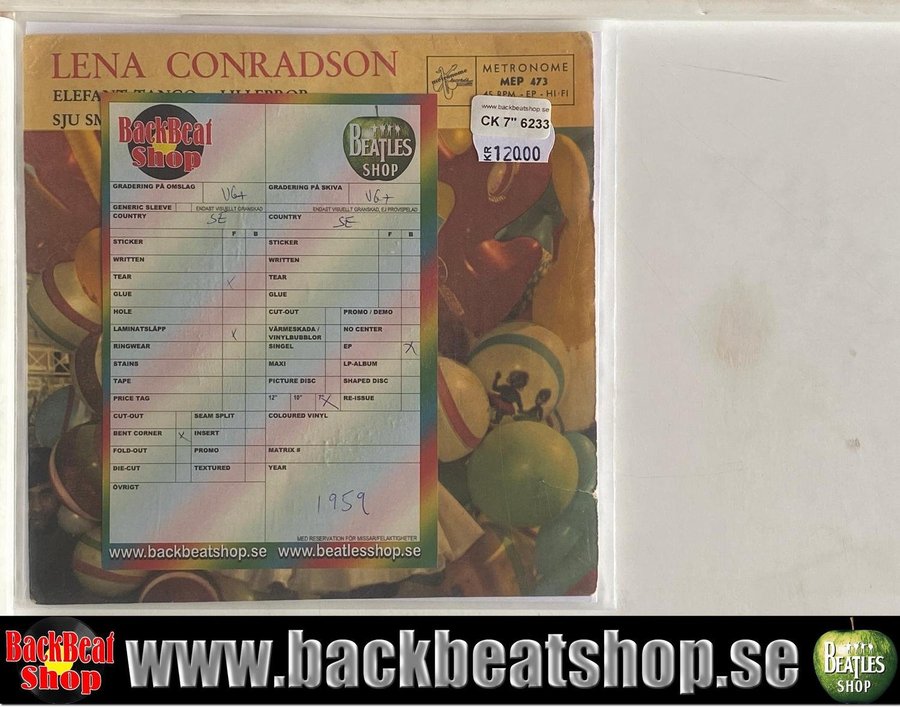 LENA CONRADSON
ELEFANT TANGO LILLEBROR
SJU
metronome
METRONOME
MEP 473
45 RPM - EP - HI-FI
www.backbeatshop.se
CK 7" 6233
KR 120.00
BackBeat Shop
BEATLES SHOP
GRADERING PÅ OMSLAG VG+
GRADERING PÅ SKIVA VG+
GENERIC SLEEVE ENDAST VISUELLT GRANSKAD
ENDAST VISUELLT GRANSKAD, EJ PROVSPELAD
COUNTRY SE
COUNTRY SE
F B
F B
STICKER
STICKER
WRITTEN
WRITTEN
TEAR X
TEAR
GLUE
GLUE
HOLE
CUT-OUT PROMO / DEMO
LAMINATSLÄPP X
VÄRMESKADA / VINYLBUBBLOR NO CENTER
RINGWEAR
SINGEL EP X
STAINS
MAXI LP-ALBUM
TAPE
PICTURE DISC SHAPED DISC
PRICE TAG
12" 10" 7" X RE-ISSUE
CUT-OUT SEAM SPLIT
COLOURED VINYL
BENT CORNER X INSERT
FOLD-OUT PROMO
MATRIX #
DIE-CUT TEXTURED
YEAR
ÖVRIGT
1959
MED RESERVATION FÖR MISSAR/FELAKTIGHETER
www.backbeatshop.se www.beatlesshop.se
BackBeat Shop
www.backbeatshop.se
BEATLES SHOP